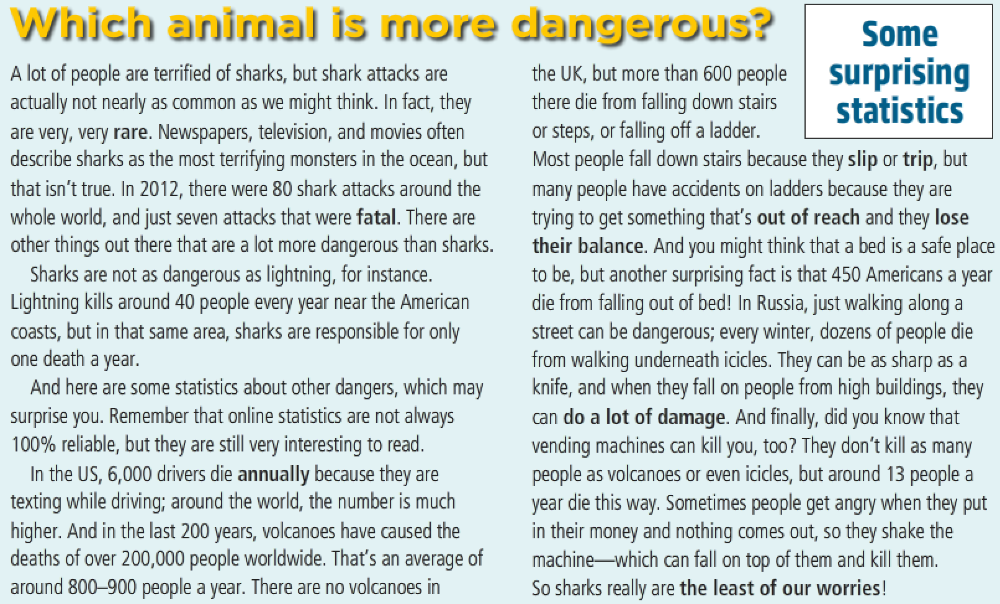 Which animal is more dangerous?
Some
surprising
statistics
A lot of people are terrified of sharks, but shark attacks are
actually not nearly as common as we might think. In fact, they
are very, very rare. Newspapers, television, and movies often
describe sharks as the most terrifying monsters in the ocean, but
that isn't true. In 2012, there were 80 shark attacks around the
whole world, and just seven attacks that were fatal. There are
other things out there that are a lot more dangerous than sharks.
Sharks are not as dangerous as lightning, for instance.
Lightning kills around 40 people every year near the American
coasts, but in that same area, sharks are responsible for only
one death a year.
And here are some statistics about other dangers, which may
surprise you. Remember that online statistics are not always
100% reliable, but they are still very interesting to read.
In the US, 6,000 drivers die annually because they are
texting while driving; around the world, the number is much
higher. And in the last 200 years, volcanoes have caused the
deaths of over 200,000 people worldwide. That's an average of
around 800–900 people a year. There are no volcanoes in
the UK, but more than 600 people
there die from falling down stairs
or steps, or falling off a ladder.
Most people fall down stairs because they slip or trip, but
many people have accidents on ladders because they are
trying to get something that's out of reach and they lose
their balance. And you might think that a bed is a safe place
to be, but another surprising fact is that 450 Americans a year
die from falling out of bed! In Russia, just walking along a
street can be dangerous; every winter, dozens of people die
from walking underneath icicles. They can be as sharp as a
knife, and when they fall on people from high buildings, they
can do a lot of damage. And finally, did you know that
vending machines can kill you, too? They don't kill as many
people as volcanoes or even icicles, but around 13 people a
year die this way. Sometimes people get angry when they put
in their money and nothing comes out, so they shake the
machine—which can fall on top of them and kill them.
So sharks really are the least of our worries!